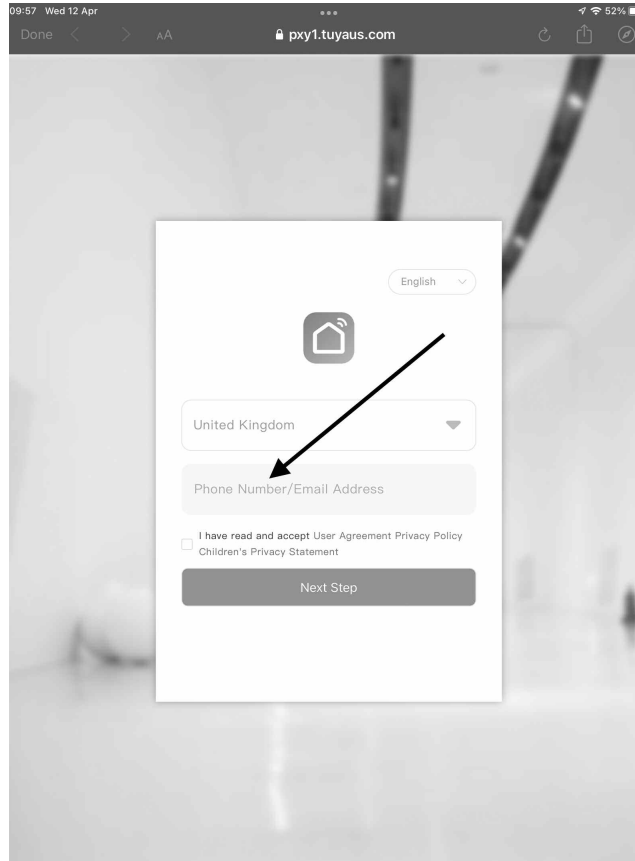 09:57 Wed 12 Apr
52%
Done
AA
pxy1.tuyaus.com
English
United Kingdom
Phone Number/Email Address
I have read and accept User Agreement Privacy Policy
Children's Privacy Statement
Next Step